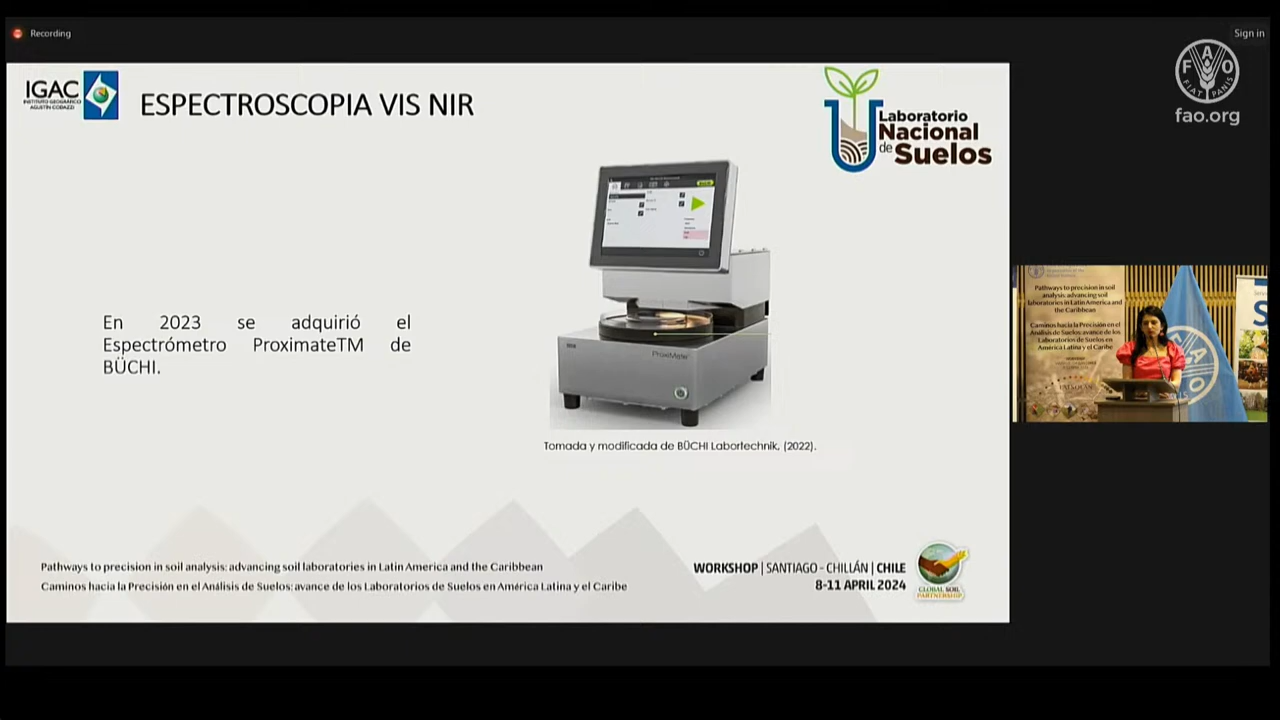 Recording
Sign in
IGAC
INSTITUTO GEOGRÁFICO
AGUSTÍN CODAZZI
ESPECTROSCOPIA VIS NIR
Laboratorio
Nacional
de Suelos
FAO
FIAT PANIS
fao.org
En 2023 se adquirió el
Espectrómetro ProximateTM de
BÜCHI.
ProxiMate
Tomada y modificada de BÜCHI Labortechnik, (2022).
Pathways to precision in soil
analysis: advancing soil
laboratories in Latin America and
the Caribbean
Caminos hacia la Precisión en el
Análisis de Suelos: avance de los
Laboratorios de Suelos en
América Latina y el Caribe
Pathways to precision in soil analysis: advancing soil laboratories in Latin America and the Caribbean
Caminos hacia la Precisión en el Análisis de Suelos: avance de los Laboratorios de Suelos en América Latina y el Caribe
WORKSHOP | SANTIAGO - CHILLÁN | CHILE
8-11 APRIL 2024
GLOBAL SOIL
PARTNERSHIP